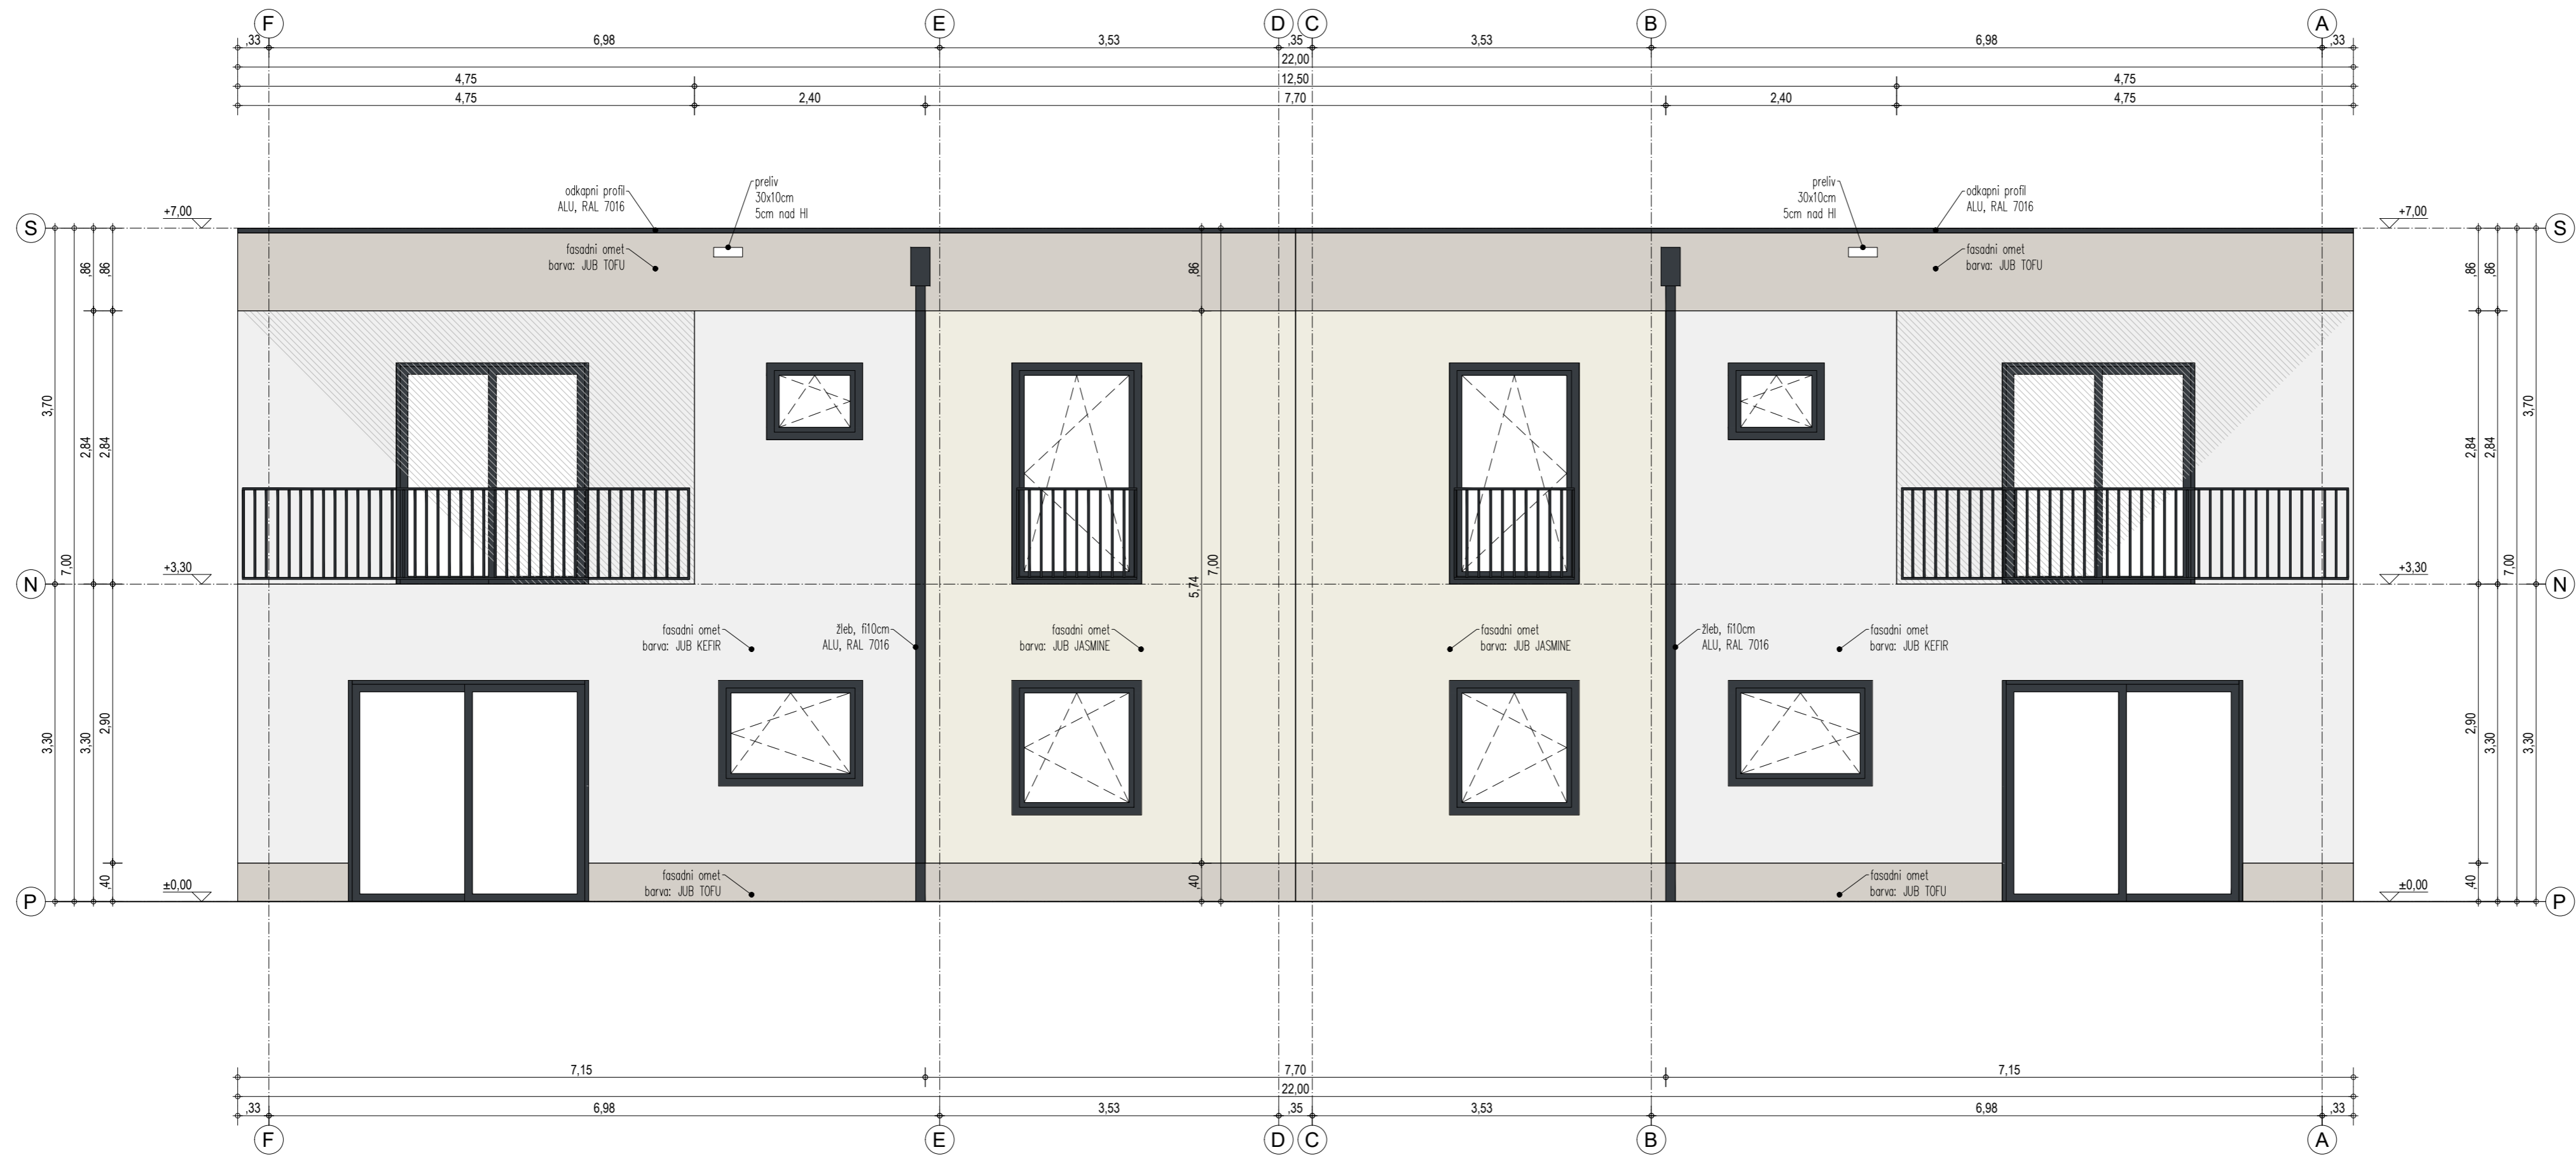 F E D C B A
,33 6,98 3,53 ,35 3,53 6,98 ,33
22,00
4,75 12,50 4,75
4,75 2,40 7,70 2,40 4,75
odkapni profil
ALU, RAL 7016
preliv
30x10cm
5cm nad HI
preliv
30x10cm
5cm nad HI
odkapni profil
ALU, RAL 7016
S +7,00 +7,00 S
fasadni omet
barva: JUB TOFU
fasadni omet
barva: JUB TOFU
,86 ,86 ,86 ,86 ,86
3,70 2,84 2,84 2,84 2,84 3,70
7,00 7,00 7,00
5,74
N +3,30 +3,30 N
fasadni omet
barva: JUB KEFIR
žleb, fi10cm
ALU, RAL 7016
fasadni omet
barva: JUB JASMINE
fasadni omet
barva: JUB JASMINE
žleb, fi10cm
ALU, RAL 7016
fasadni omet
barva: JUB KEFIR
3,30 3,30 2,90 2,90 3,30 3,30
fasadni omet
barva: JUB TOFU
fasadni omet
barva: JUB TOFU
,40 ,40 ,40
P ±0,00 ±0,00 P
7,15 7,70 7,15
22,00
,33 6,98 3,53 ,35 3,53 6,98 ,33
F E D C B A